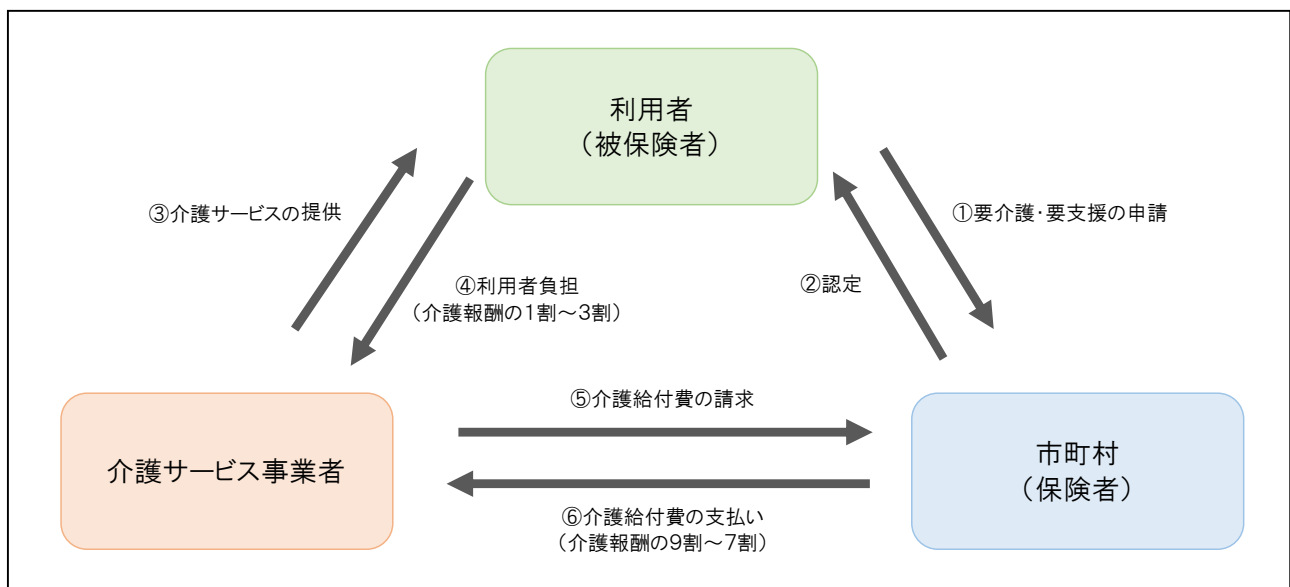 利用者
(被保険者)
③介護サービスの提供
①要介護・要支援の申請
④利用者負担
(介護報酬の1割～3割)
②認定
⑤介護給付費の請求
介護サービス事業者
市町村
(保険者)
⑥介護給付費の支払い
(介護報酬の9割～7割)